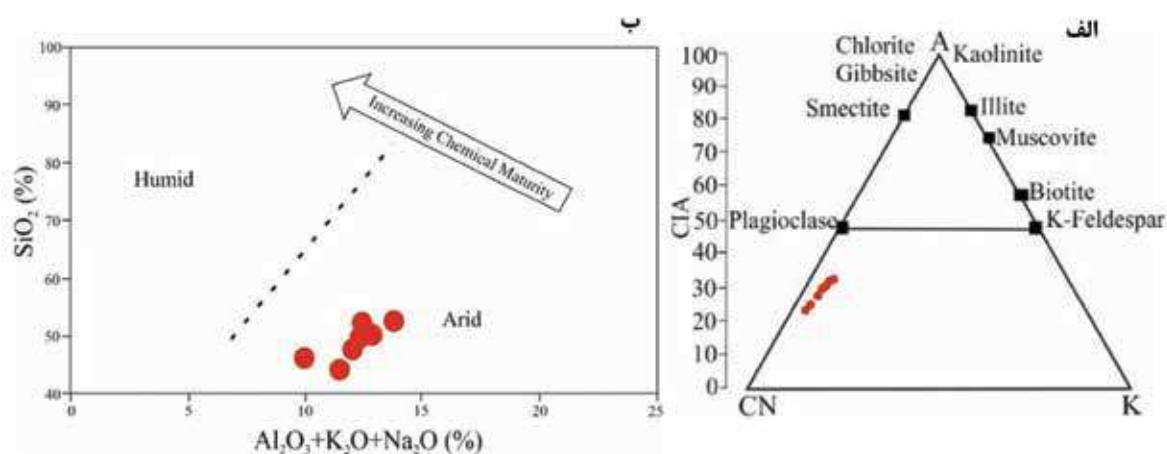 ب
100
90
80
70
60
50
40
SiO₂ (%)
Humid
Increasing Chemical Maturity
Arid
0
5
10
15
20
25
Al₂O₃+K₂O+Na₂O (%)
الف
Chlorite
A
Kaolinite
Gibbsite
Smectite
Illite
Muscovite
Biotite
Plagioclase
K-Feldespar
CIA
100
90
80
70
60
50
40
30
20
10
0
CN
K